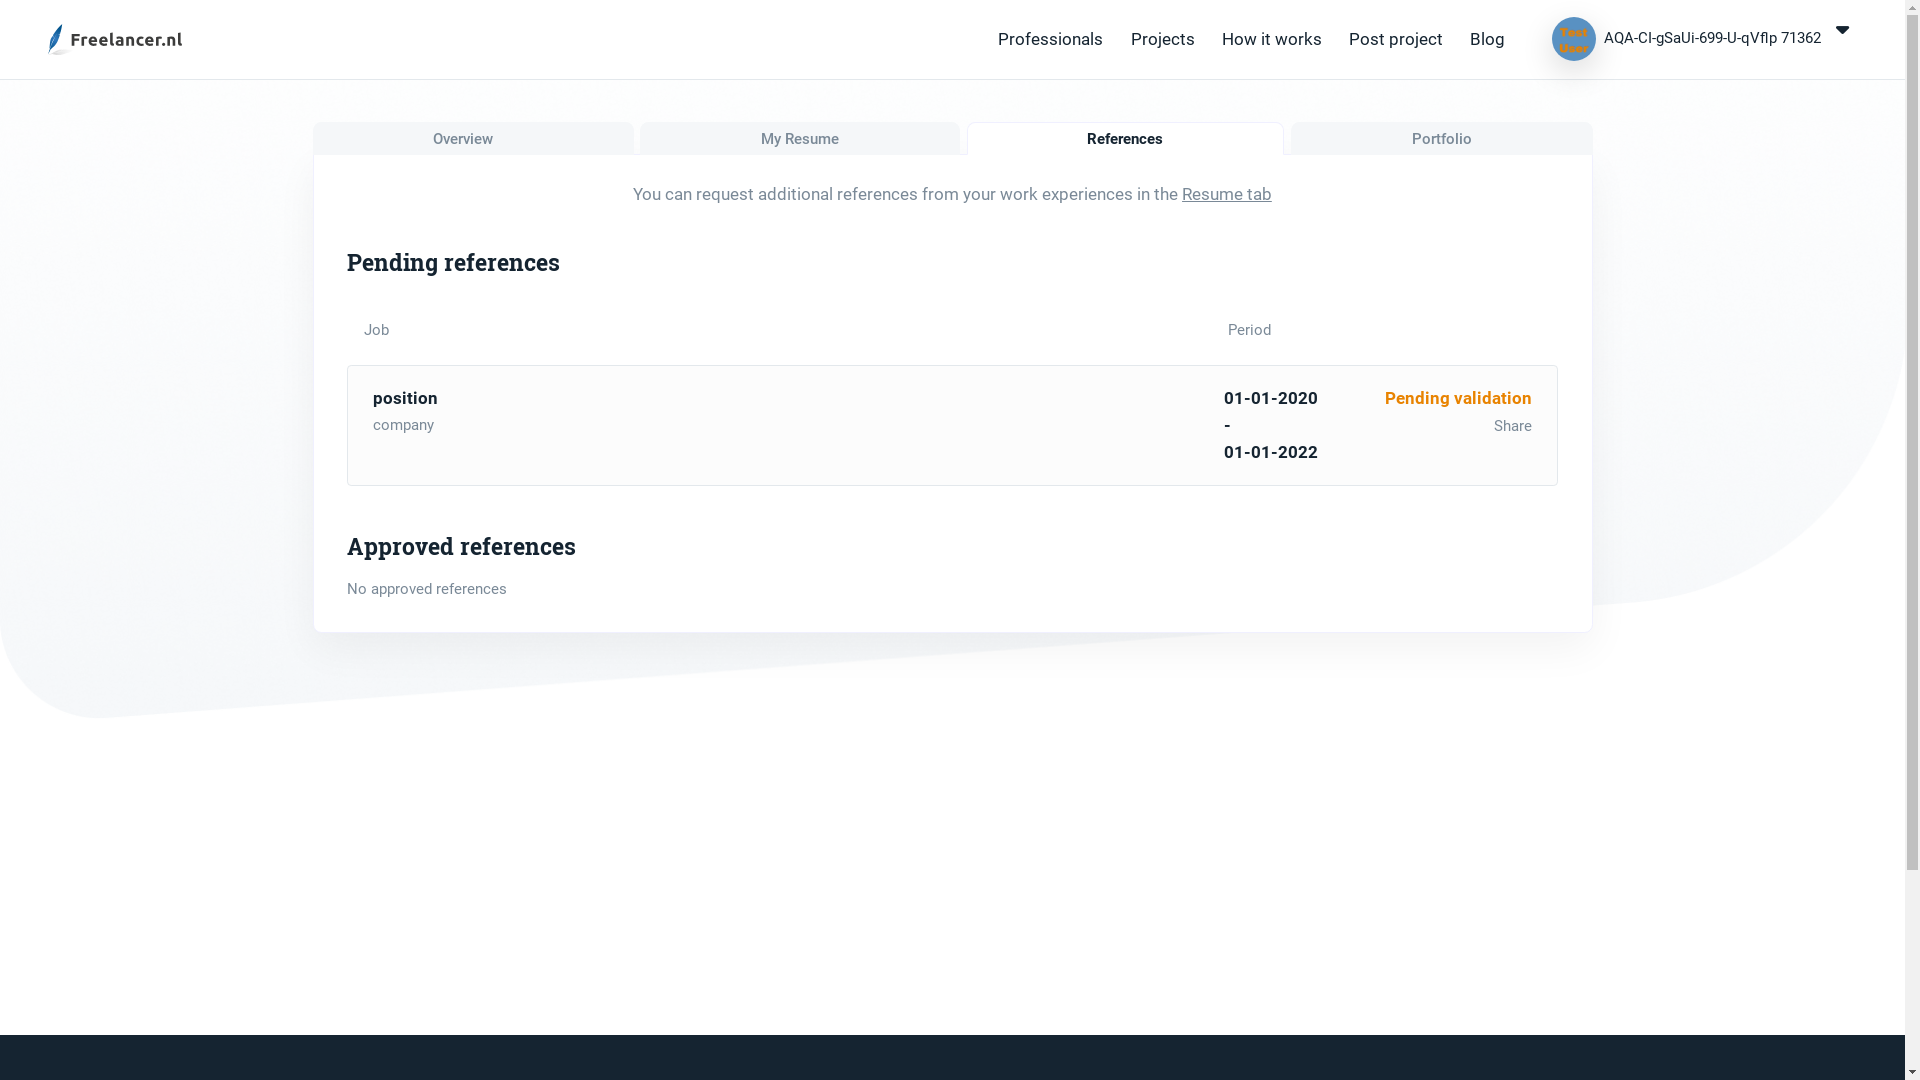 Freelancer.nl
Professionals
Projects
How it works
Post project
Blog
Test
User
AQA-CI-gSaUi-699-U-qVflp 71362
Overview
My Resume
References
Portfolio
You can request additional references from your work experiences in the Resume tab
Pending references
Job
Period
position
company
01-01-2020
-
01-01-2022
Pending validation
Share
Approved references
No approved references